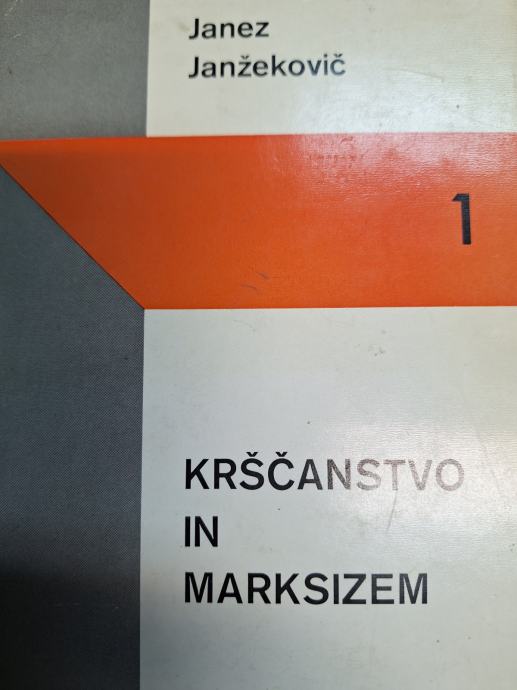 Janez
Janžekovič
1
KRŠČANSTVO
IN
MARKSIZEM